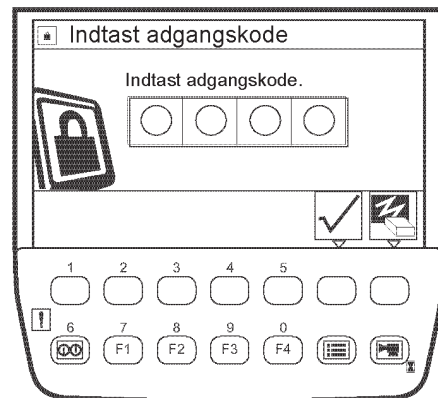 Indtast adgangskode
Indtast adgangskode.
1 2 3 4 5
6 7 8 9 0
F1 F2 F3 F4